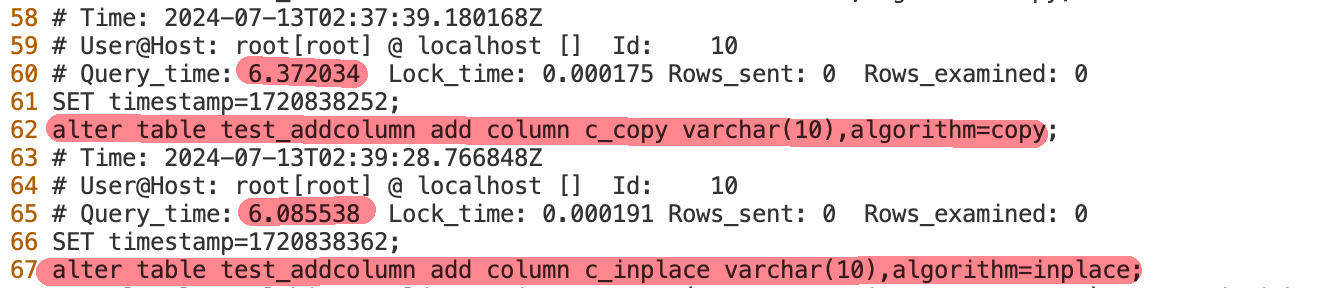 58 # Time: 2024-07-13T02:37:39.180168Z
59 # User@Host: root[root] @ localhost []  Id:    10
60 # Query_time: 6.372034  Lock_time: 0.000175 Rows_sent: 0  Rows_examined: 0
61 SET timestamp=1720838252;
62 alter table test_addcolumn add column c_copy varchar(10),algorithm=copy;
63 # Time: 2024-07-13T02:39:28.766848Z
64 # User@Host: root[root] @ localhost []  Id:    10
65 # Query_time: 6.085538  Lock_time: 0.000191 Rows_sent: 0  Rows_examined: 0
66 SET timestamp=1720838362;
67 alter table test_addcolumn add column c_inplace varchar(10),algorithm=inplace;